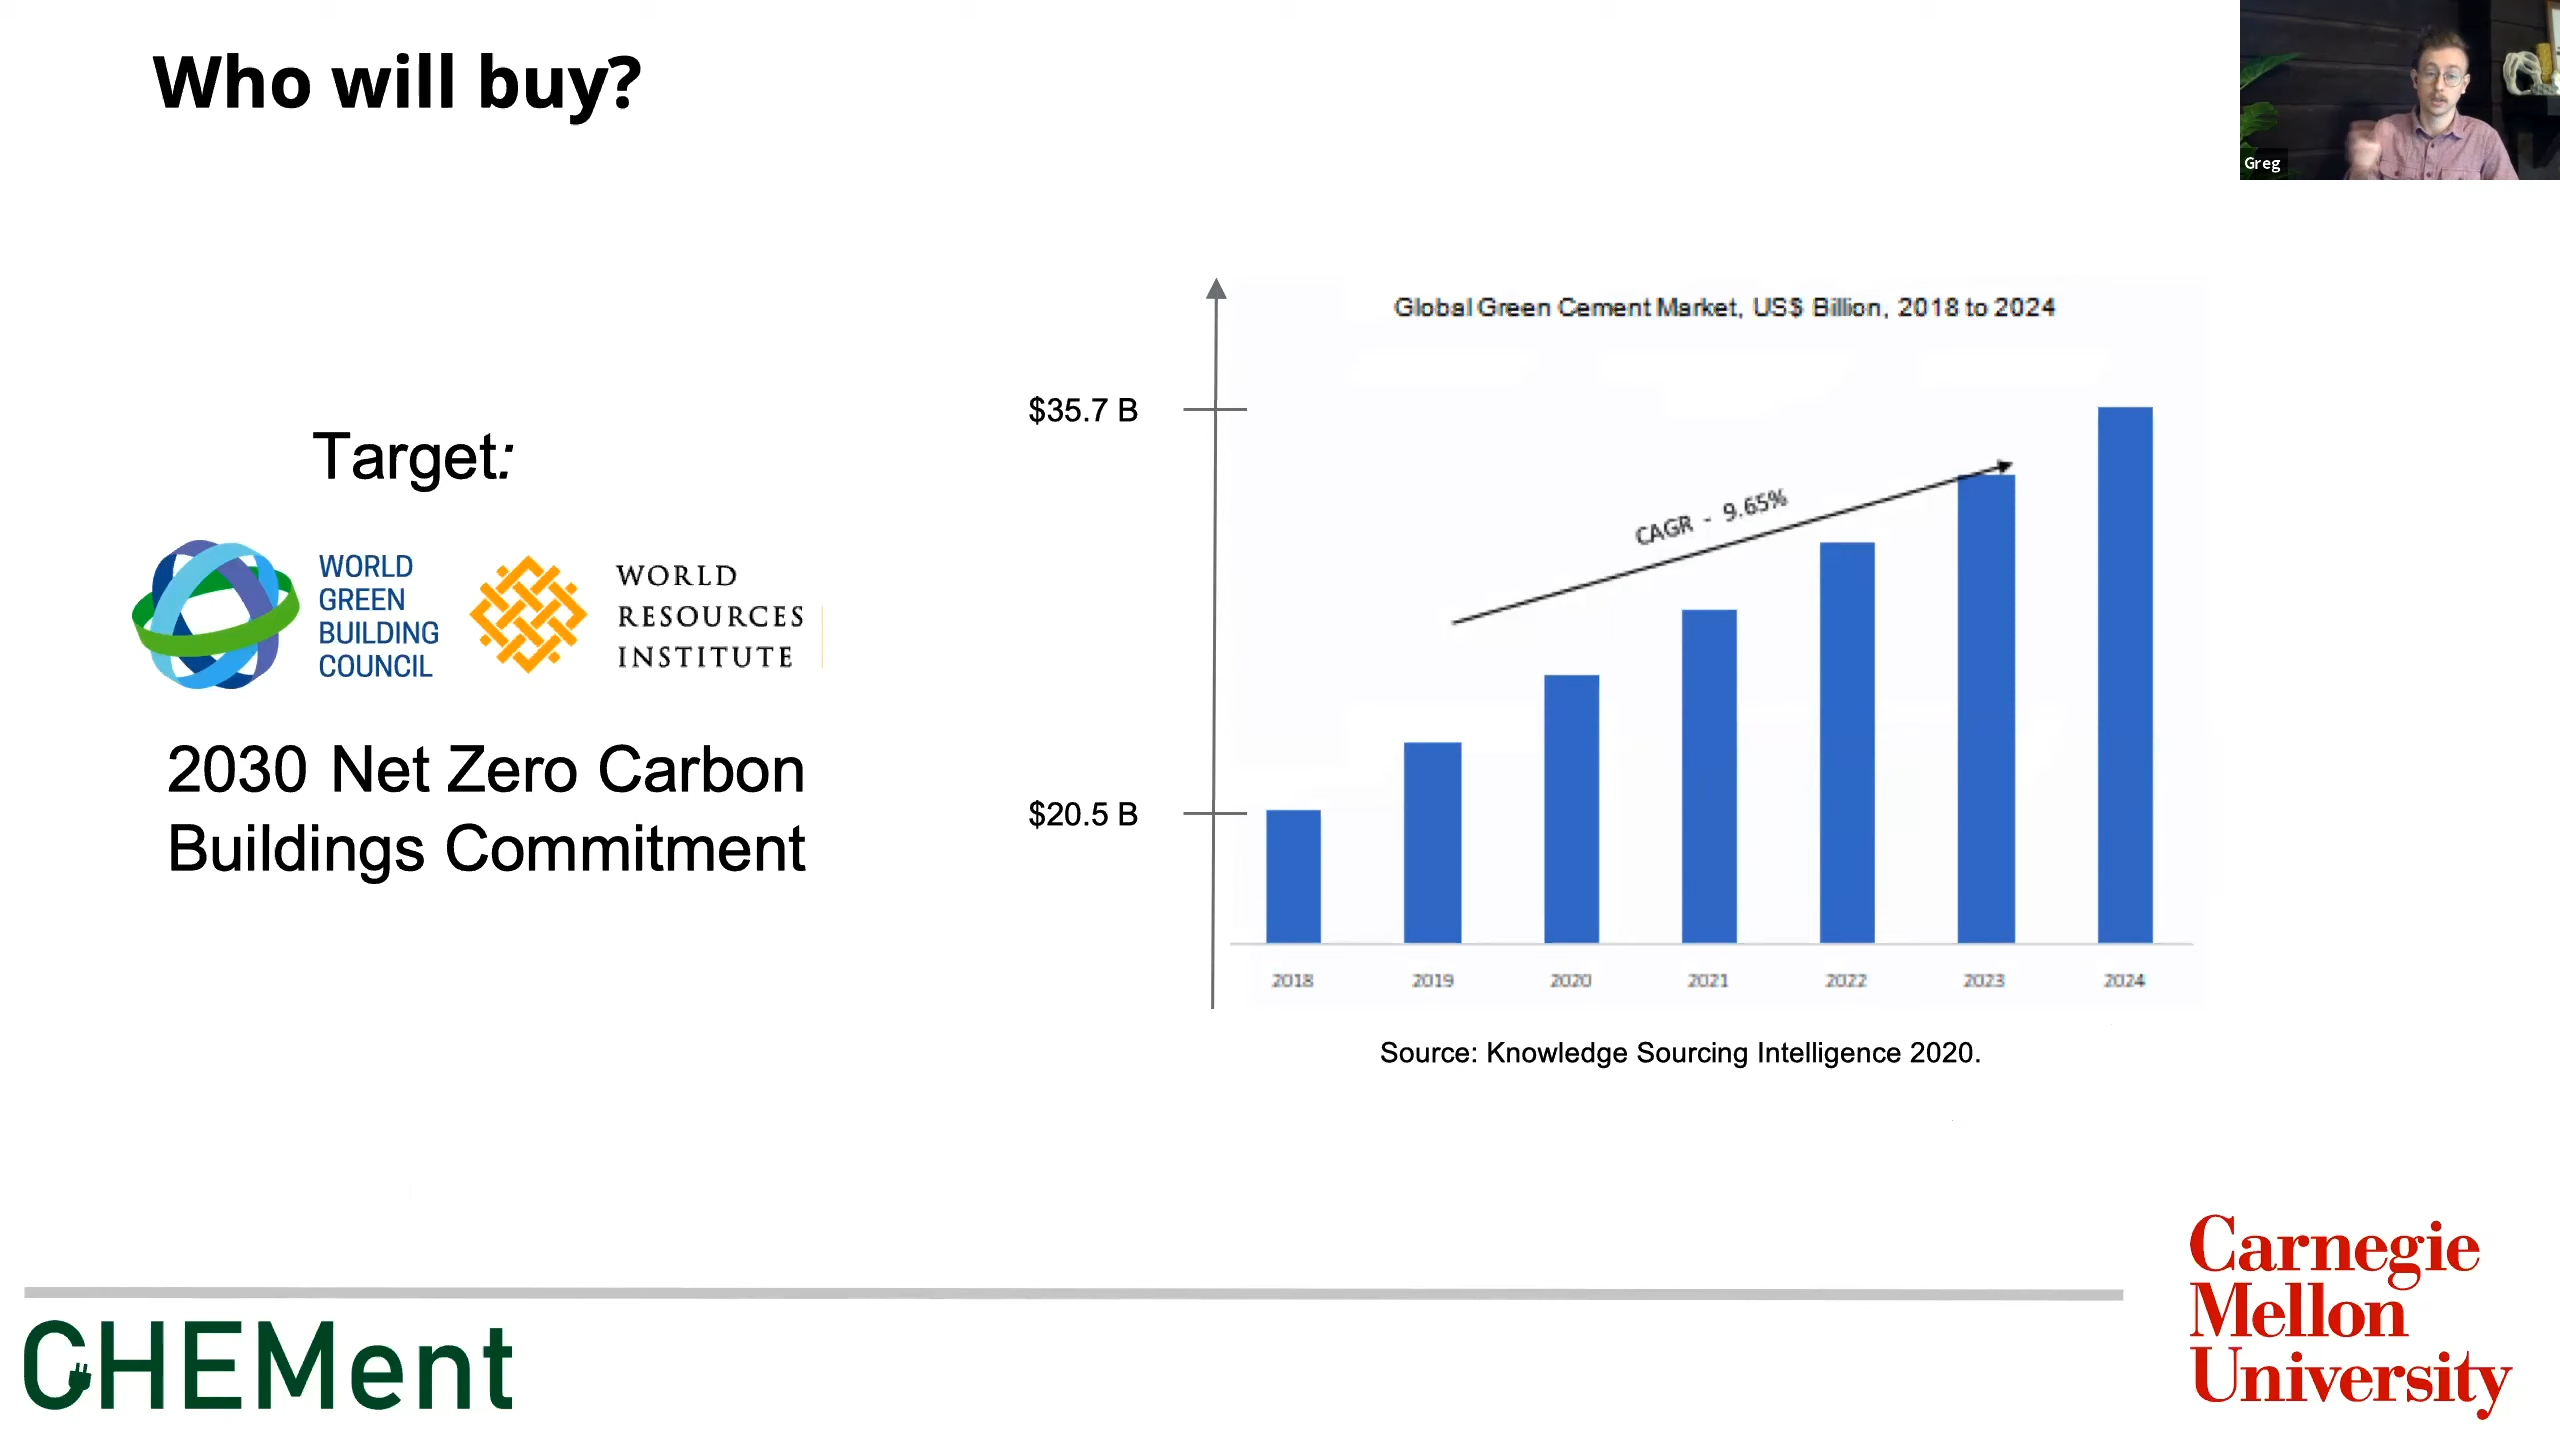 Who will buy?
Greg
Target:
WORLD
GREEN
BUILDING
COUNCIL
WORLD
RESOURCES
INSTITUTE
2030 Net Zero Carbon
Buildings Commitment
Global Green Cement Market, US$ Billion, 2018 to 2024
$35.7 B
CAGR - 9.65%
$20.5 B
2018 2019 2020 2021 2022 2023 2024
Source: Knowledge Sourcing Intelligence 2020.
CHEMent
Carnegie
Mellon
University